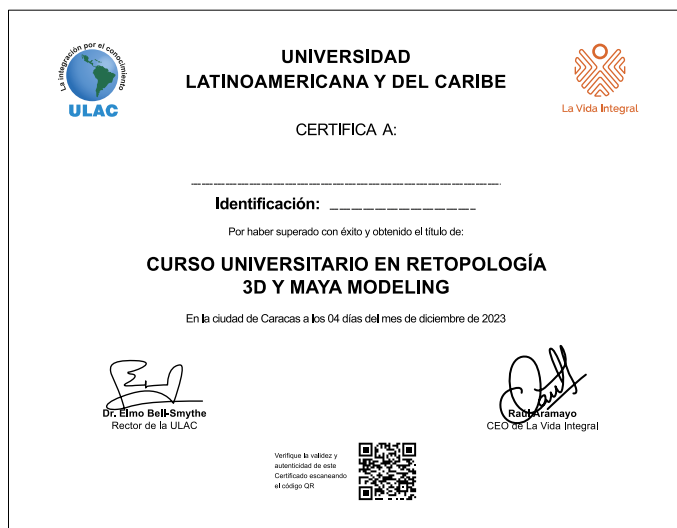 La integración por el conocimiento
ULAC
UNIVERSIDAD
LATINOAMERICANA Y DEL CARIBE
La Vida Integral
CERTIFICA A:
Identificación:
Por haber superado con éxito y obtenido el título de:
CURSO UNIVERSITARIO EN RETOPOLOGÍA
3D Y MAYA MODELING
En la ciudad de Caracas a los 04 días del mes de diciembre de 2023
Dr. Elmo Bell-Smythe
Rector de la ULAC
Raúl Aramayo
CEO de La Vida Integral
Verifique la validez y
autenticidad de este
Certificado escaneando
el código QR